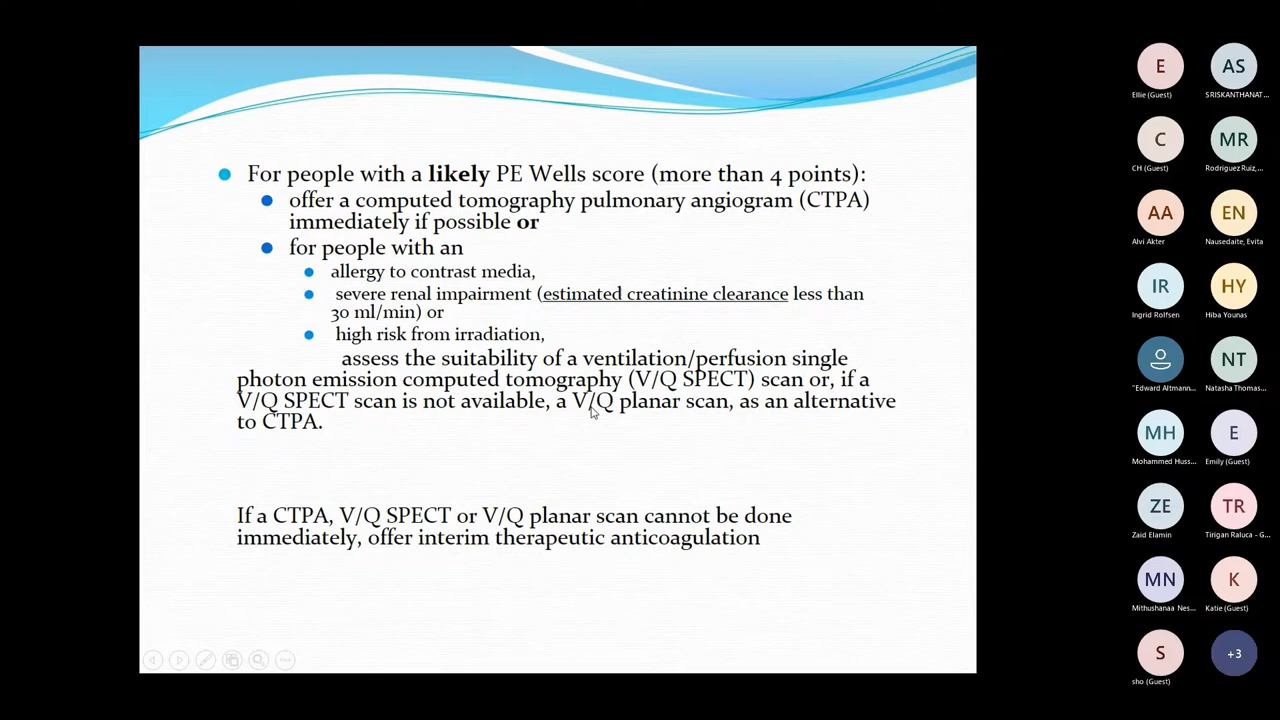 For people with a likely PE Wells score (more than 4 points):
offer a computed tomography pulmonary angiogram (CTPA)
immediately if possible or
for people with an
allergy to contrast media,
severe renal impairment (estimated creatinine clearance less than
30 ml/min) or
high risk from irradiation,
assess the suitability of a ventilation/perfusion single
photon emission computed tomography (V/Q SPECT) scan or, if a
V/Q SPECT scan is not available, a V/Q planar scan, as an alternative
to CTPA.
If a CTPA, V/Q SPECT or V/Q planar scan cannot be done
immediately, offer interim therapeutic anticoagulation
E
AS
Ellie (Guest)
SRISKANTHANAT...
C
MR
CH (Guest)
Rodriguez Ruiz,...
AA
EN
Alvi Akter
Nausedaite, Evita
IR
HY
Ingrid Rolfsen
Hiba Younas
NT
"Edward Altmann...
Natasha Thomas...
MH
E
Mohammed Huss...
Emily (Guest)
ZE
TR
Zaid Elamin
Tirigan Raluca - G...
MN
K
Mithushanaa Nes...
Katie (Guest)
S
+3
sho (Guest)